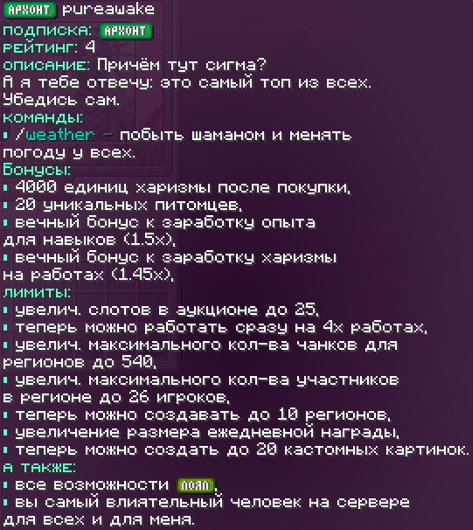 АРХОНТ pureawake
ПОДПИСКА: АРХОНТ
РЕЙТИНГ: 4
ОПИСАНИЕ: Причём тут сигма?
А я тебе отвечу: это самый топ из всех.
Убедись сам.
КОМАНДЫ:
▪ /weather – побыть шаманом и менять
погоду у всех.
БОНУСЫ:
▪ 4000 единиц харизмы после покупки,
▪ 20 уникальных питомцев,
▪ вечный бонус к заработку опыта
для навыков (1.5x),
▪ вечный бонус к заработку харизмы
на работах (1.45x),
ЛИМИТЫ:
▪ увелич. слотов в аукционе до 25,
▪ теперь можно работать сразу на 4х работах,
▪ увелич. максимального кол-ва чанков для
регионов до 540,
▪ увелич. максимального кол-ва участников
в регионе до 26 игроков,
▪ теперь можно создавать до 10 регионов,
▪ увеличение размера ежедневной награды,
▪ теперь можно создать до 20 кастомных картинок.
А ТАКЖЕ:
▪ все возможности ЛОЯЛ,
▪ вы самый влиятельный человек на сервере
для всех и для меня.